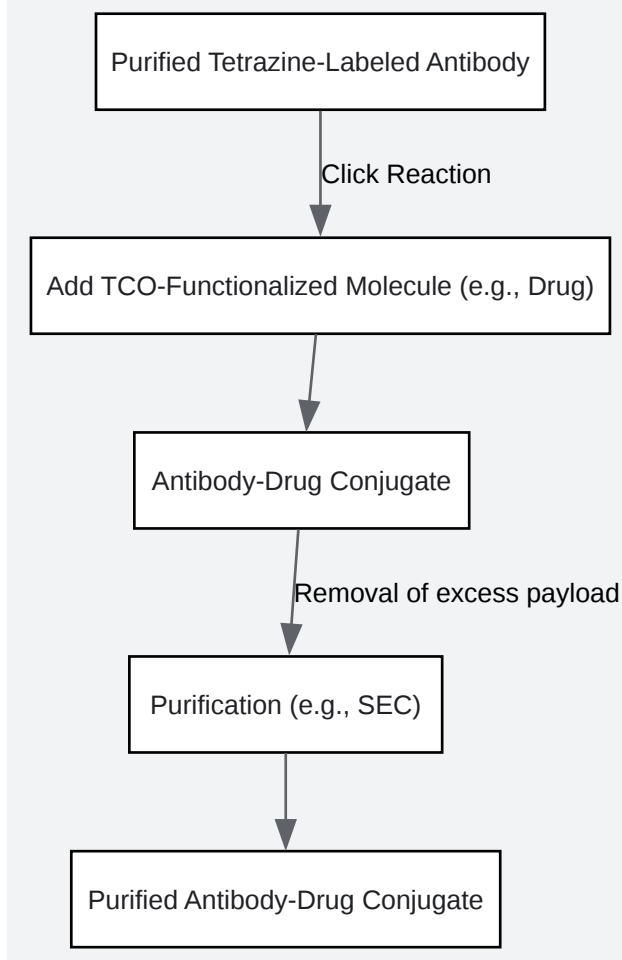 Purified Tetrazine-Labeled Antibody
Click Reaction
Add TCO-Functionalized Molecule (e.g., Drug)
Antibody-Drug Conjugate
Removal of excess payload
Purification (e.g., SEC)
Purified Antibody-Drug Conjugate